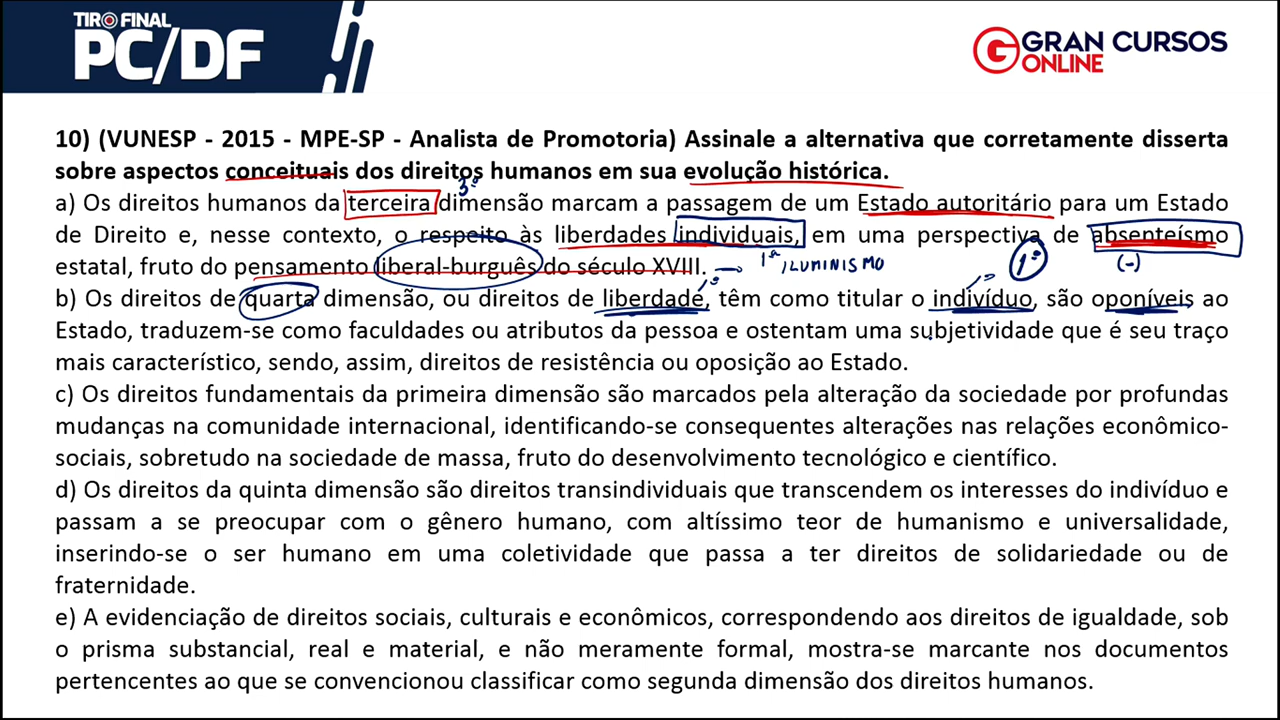 TIRO FINAL
PC/DF
GRAN CURSOS
ONLINE
10) (VUNESP - 2015 - MPE-SP - Analista de Promotoria) Assinale a alternativa que corretamente disserta
sobre aspectos conceituais dos direitos humanos em sua evolução histórica.
3ª
a) Os direitos humanos da terceira dimensão marcam a passagem de um Estado autoritário para um Estado
de Direito e, nesse contexto, o respeito às liberdades individuais, em uma perspectiva de absenteísmo
estatal, fruto do pensamento liberal-burguês do século XVIII. 1ª ILUMINISMO 1º (-)
b) Os direitos de quarta dimensão, ou direitos de liberdade, têm como titular o indivíduo, são oponíveis ao
Estado, traduzem-se como faculdades ou atributos da pessoa e ostentam uma subjetividade que é seu traço
mais característico, sendo, assim, direitos de resistência ou oposição ao Estado.
c) Os direitos fundamentais da primeira dimensão são marcados pela alteração da sociedade por profundas
mudanças na comunidade internacional, identificando-se consequentes alterações nas relações econômico-
sociais, sobretudo na sociedade de massa, fruto do desenvolvimento tecnológico e científico.
d) Os direitos da quinta dimensão são direitos transindividuais que transcendem os interesses do indivíduo e
passam a se preocupar com o gênero humano, com altíssimo teor de humanismo e universalidade,
inserindo-se o ser humano em uma coletividade que passa a ter direitos de solidariedade ou de
fraternidade.
e) A evidenciação de direitos sociais, culturais e econômicos, correspondendo aos direitos de igualdade, sob
o prisma substancial, real e material, e não meramente formal, mostra-se marcante nos documentos
pertencentes ao que se convencionou classificar como segunda dimensão dos direitos humanos.